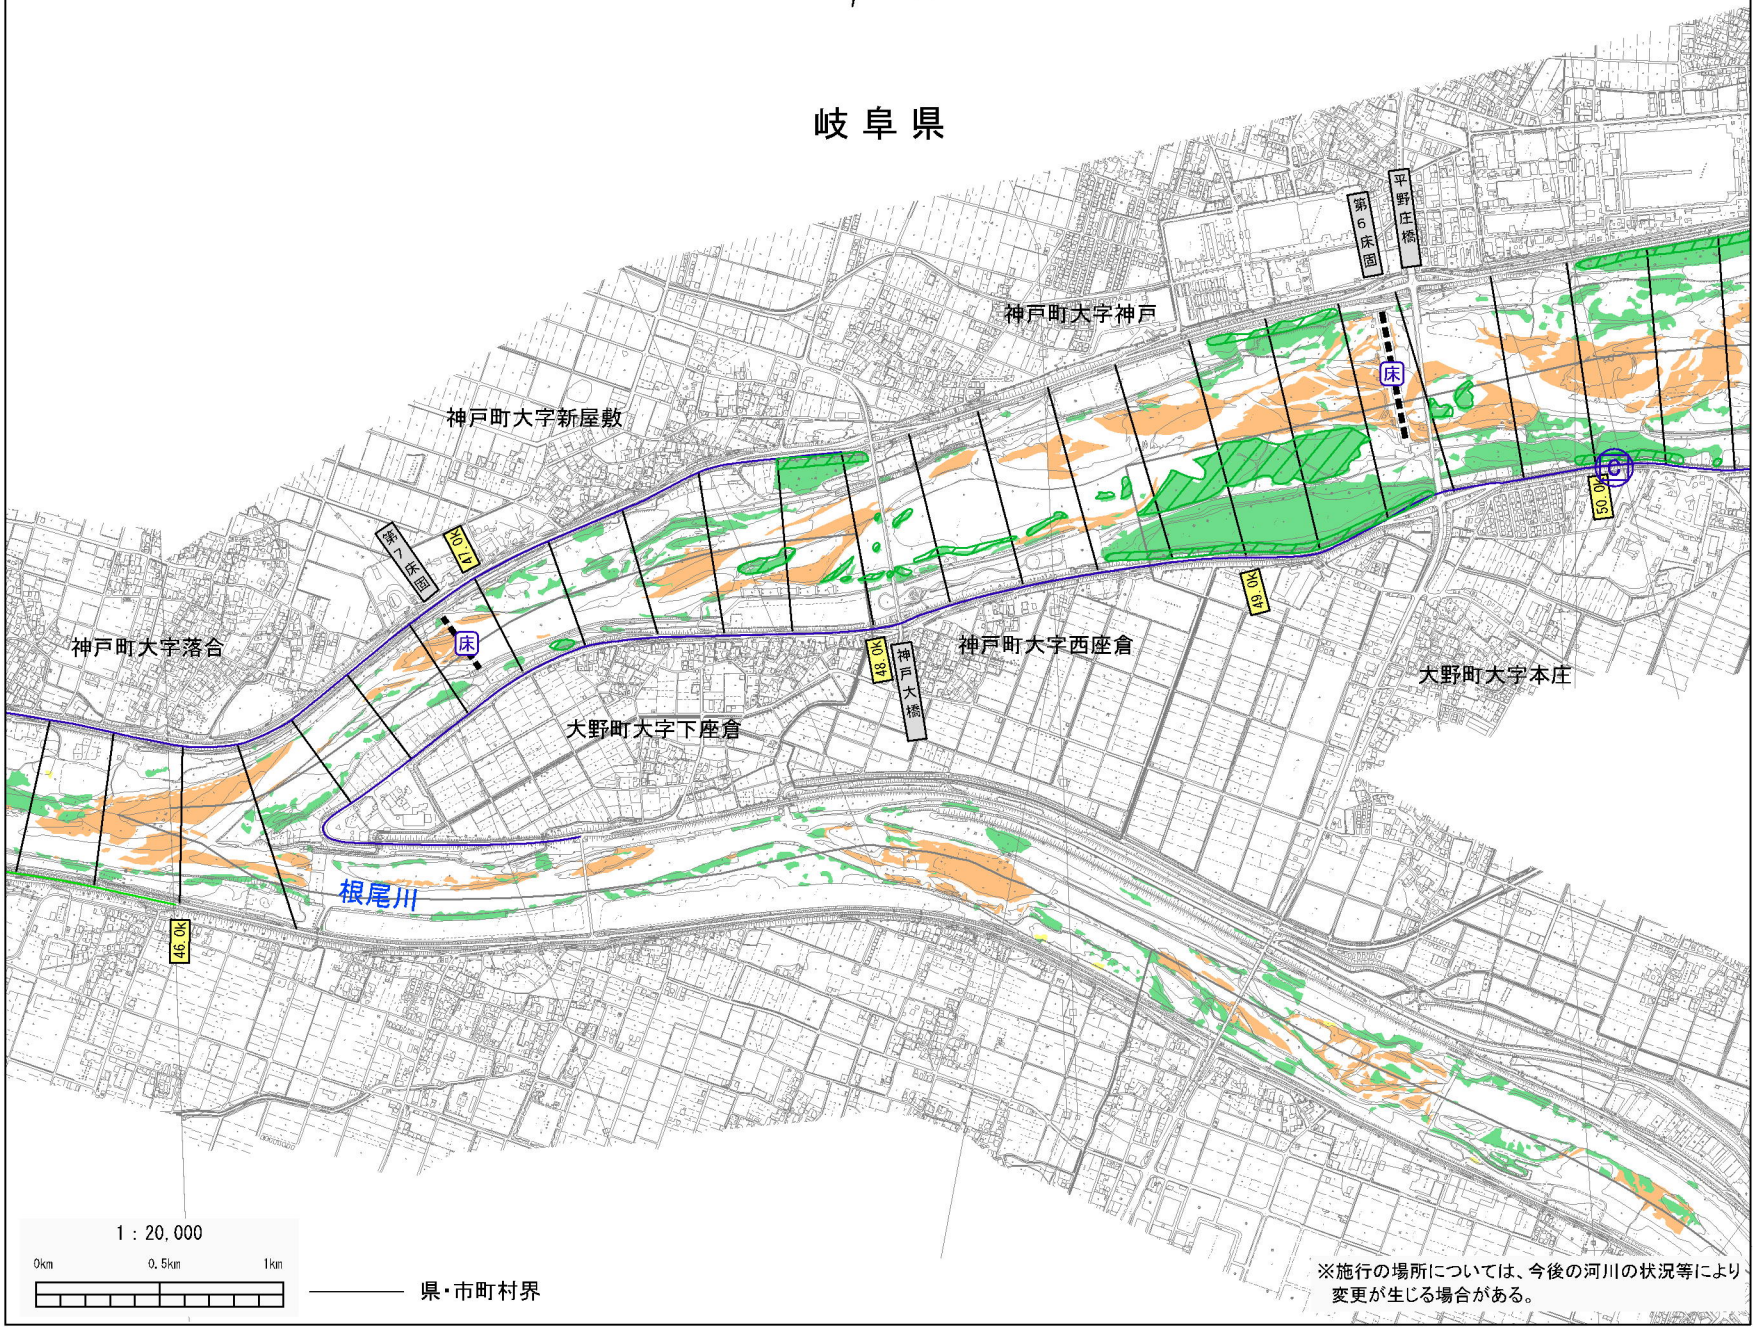 岐阜県
平野庄橋
第6床固
神戸町大字神戸
床
神戸町大字新屋敷
C
50.0K
第7床固
47.0K
49.0K
床
神戸町大字落合
48.0K
神戸大橋
神戸町大字西座倉
大野町大字本庄
大野町大字下座倉
根尾川
46.0K
1：20,000
0km 0.5km 1km
県・市町村界
※施行の場所については、今後の河川の状況等により
変更が生じる場合がある。